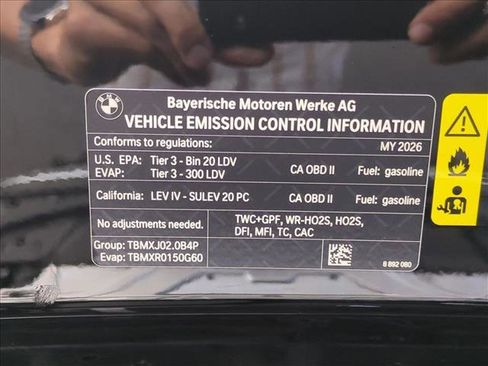 BMW
Bayerische Motoren Werke AG
VEHICLE EMISSION CONTROL INFORMATION
Conforms to regulations: MY 2026
U.S. EPA: Tier 3 - Bin 20 LDV
EVAP: Tier 3 - 300 LDV CA OBD II Fuel: gasoline
California: LEV IV - SULEV 20 PC CA OBD II Fuel: gasoline
No adjustments needed. TWC+GPF, WR-HO2S, HO2S,
DFI, MFI, TC, CAC
Group: TBMXJ02.0B4P
Evap: TBMXR0150G60
8 892 080